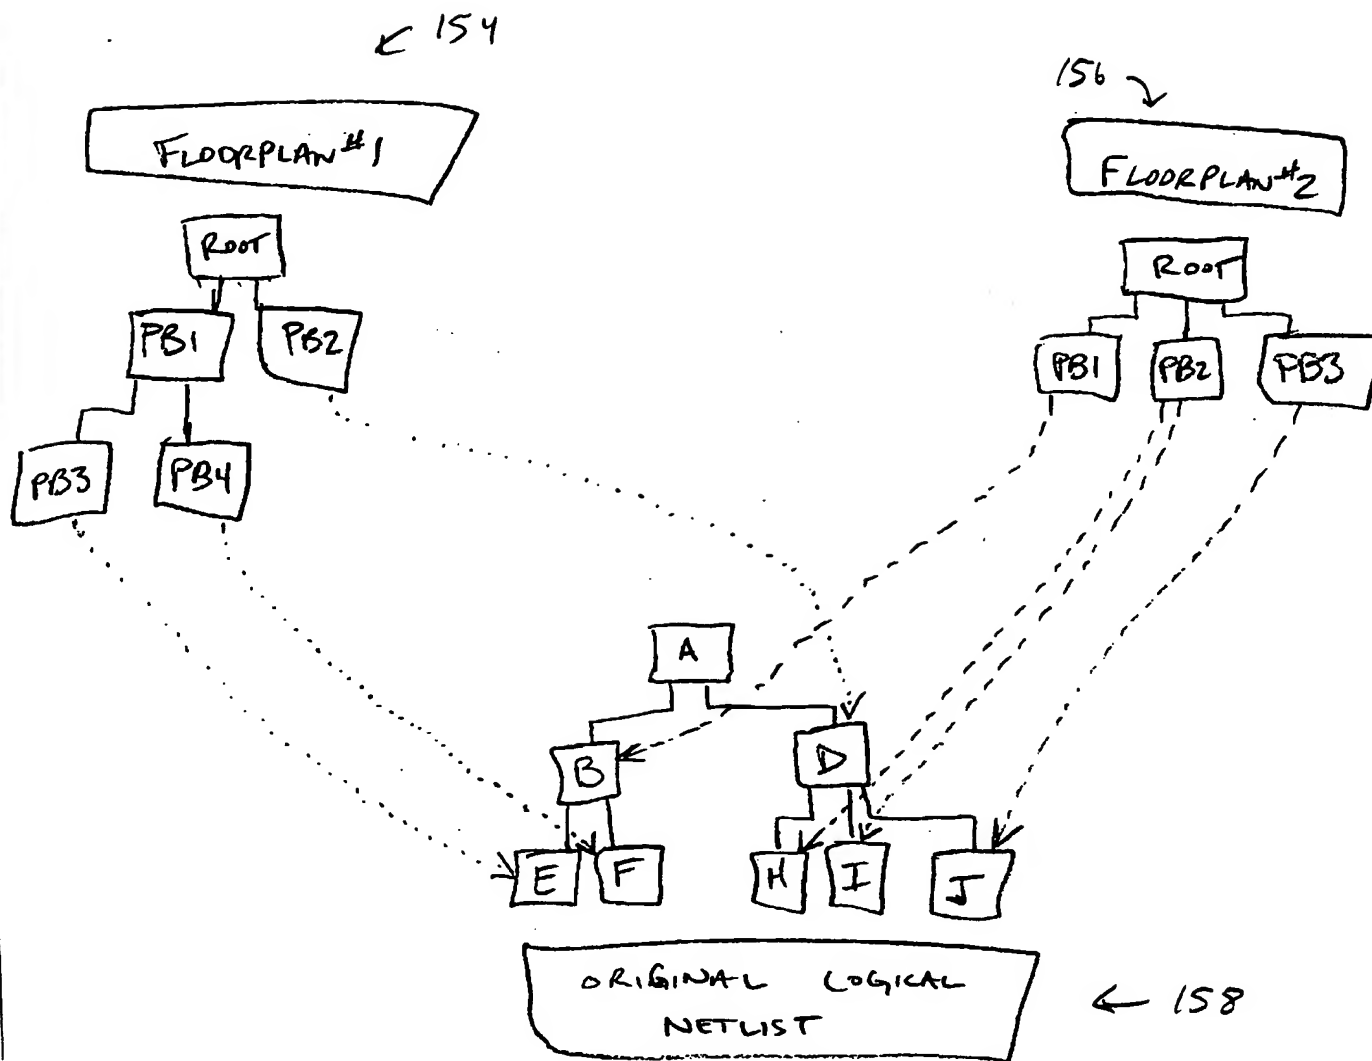 154
156
FLOORPLAN #1
FLOORPLAN #2
ROOT
ROOT
PB1
PB2
PB1
PB2
PB3
PB3
PB4
A
B
D
E
F
H
I
J
ORIGINAL LOGICAL
NETLIST
158